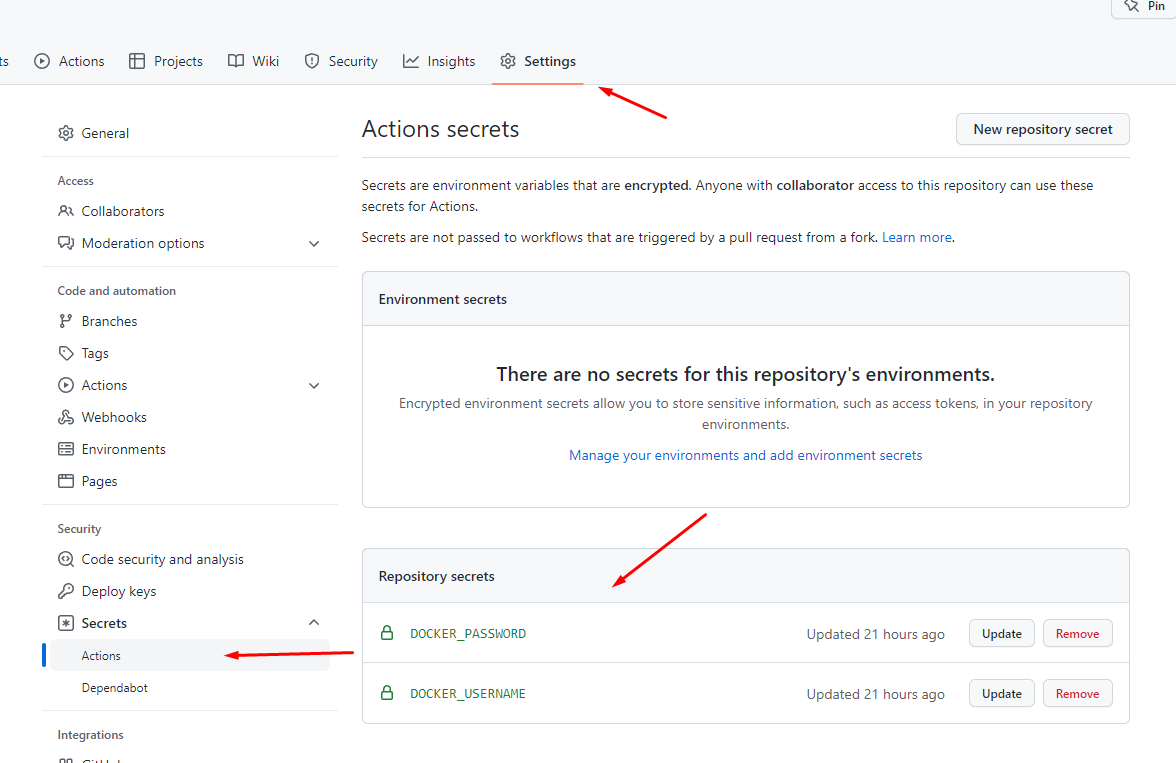 Pin
ts
Actions
Projects
Wiki
Security
Insights
Settings
General
Access
Collaborators
Moderation options
Code and automation
Branches
Tags
Actions
Webhooks
Environments
Pages
Security
Code security and analysis
Deploy keys
Secrets
Actions
Dependabot
Integrations
Actions secrets
New repository secret
Secrets are environment variables that are encrypted. Anyone with collaborator access to this repository can use these
secrets for Actions.
Secrets are not passed to workflows that are triggered by a pull request from a fork. Learn more.
Environment secrets
There are no secrets for this repository's environments.
Encrypted environment secrets allow you to store sensitive information, such as access tokens, in your repository
environments.
Manage your environments and add environment secrets
Repository secrets
DOCKER_PASSWORD Updated 21 hours ago Update Remove
DOCKER_USERNAME Updated 21 hours ago Update Remove